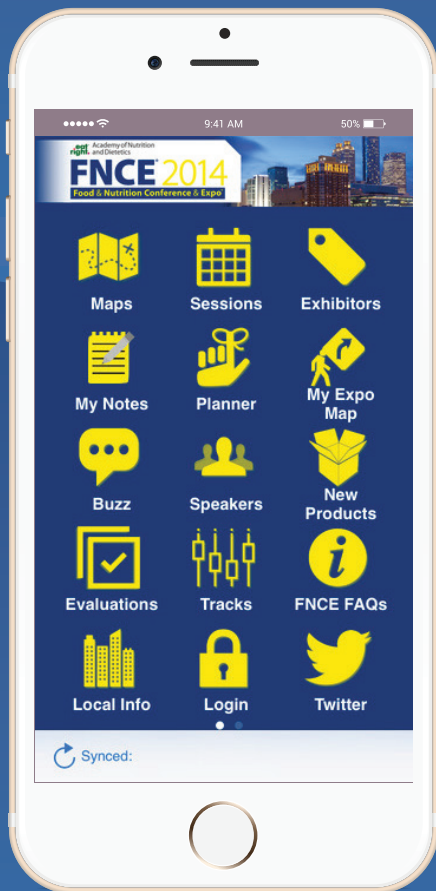 9:41 AM
50%
eat right. Academy of Nutrition and Dietetics
FNCE® 2014
Food & Nutrition Conference & Expo
Maps
Sessions
Exhibitors
My Notes
Planner
My Expo
Map
Buzz
Speakers
New
Products
Evaluations
Tracks
FNCE FAQs
Local Info
Login
Twitter
Synced: